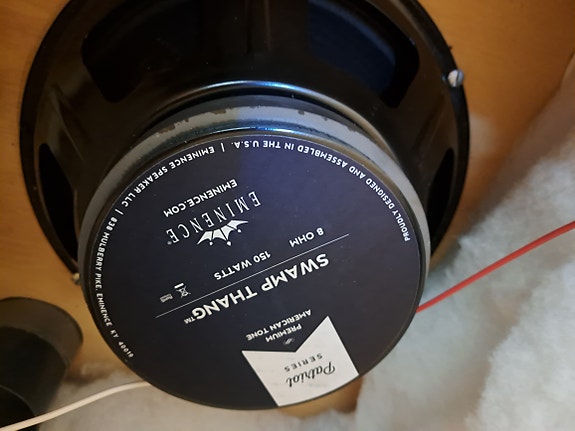 Patriot
SERIES
PREMIUM
AMERICAN TONE
SWAMP THANG™
8 OHM 150 WATTS
EMINENCE®
EMINENCE.COM
PROUDLY DESIGNED AND ASSEMBLED IN THE U.S.A. | EMINENCE SPEAKER LLC | 838 MULBERRY PIKE, EMINENCE, KY 40019